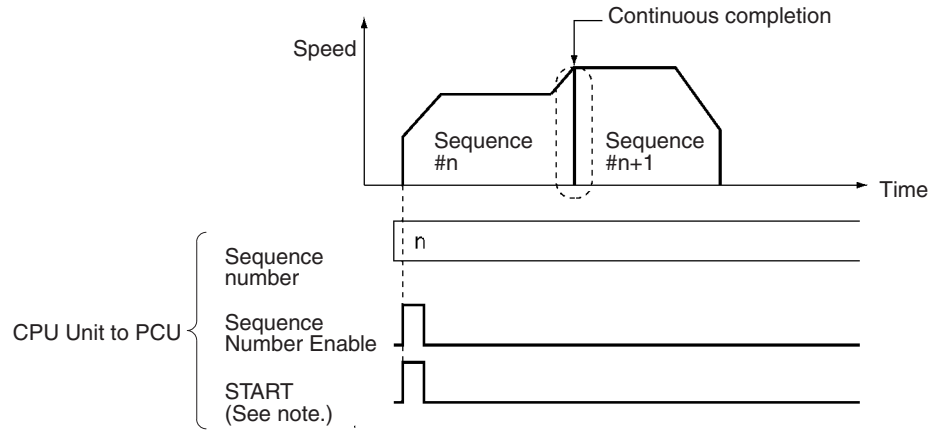 Continuous completion
Speed
Sequence
#n
Sequence
#n+1
Time
n
Sequence
number
CPU Unit to PCU
Sequence
Number Enable
START
(See note.)